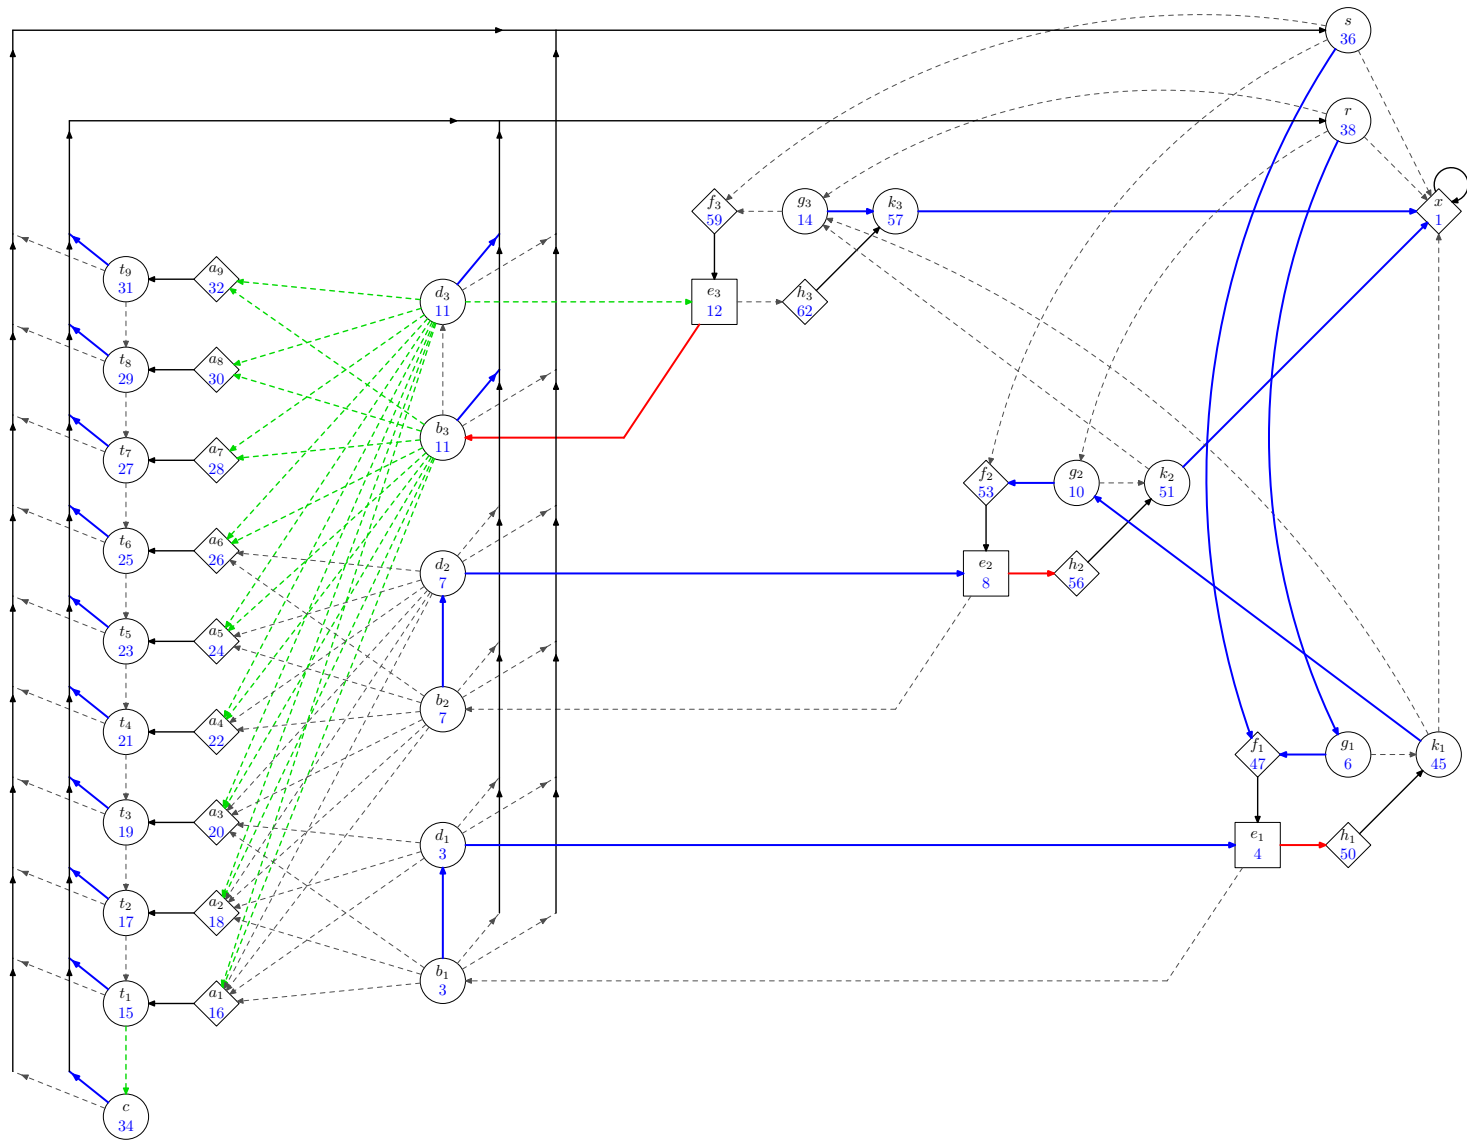 s
36
r
38
f₃
59
g₃
14
k₃
57
x
1
t₉
31
a₉
32
d₃
11
e₃
12
h₃
62
t₈
29
a₈
30
b₃
11
t₇
27
a₇
28
f₂
53
g₂
10
k₂
51
t₆
25
a₆
26
d₂
7
e₂
8
h₂
56
t₅
23
a₅
24
b₂
7
t₄
21
a₄
22
f₁
47
g₁
6
k₁
45
t₃
19
a₃
20
d₁
3
e₁
4
h₁
50
t₂
17
a₂
18
b₁
3
t₁
15
a₁
16
c
34